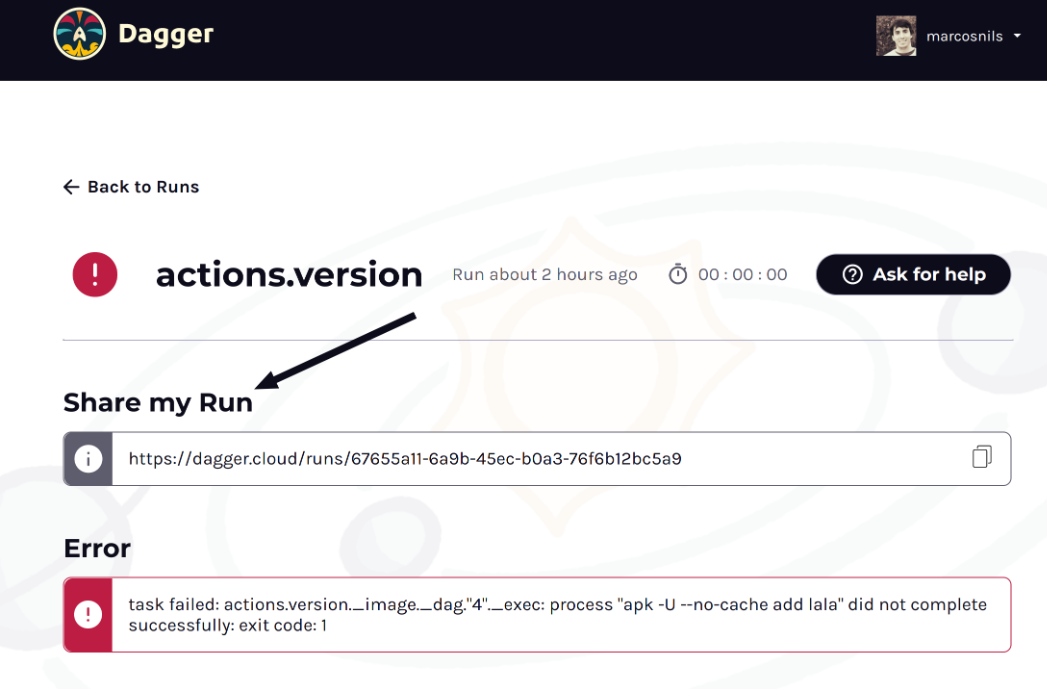 Dagger
marcosnils
Back to Runs
actions.version
Run about 2 hours ago
00 : 00 : 00
Ask for help
Share my Run
https://dagger.cloud/runs/67655a11-6a9b-45ec-b0a3-76f6b12bc5a9
Error
task failed: actions.version._image._dag."4"._exec: process "apk -U --no-cache add lala" did not complete
successfully: exit code: 1